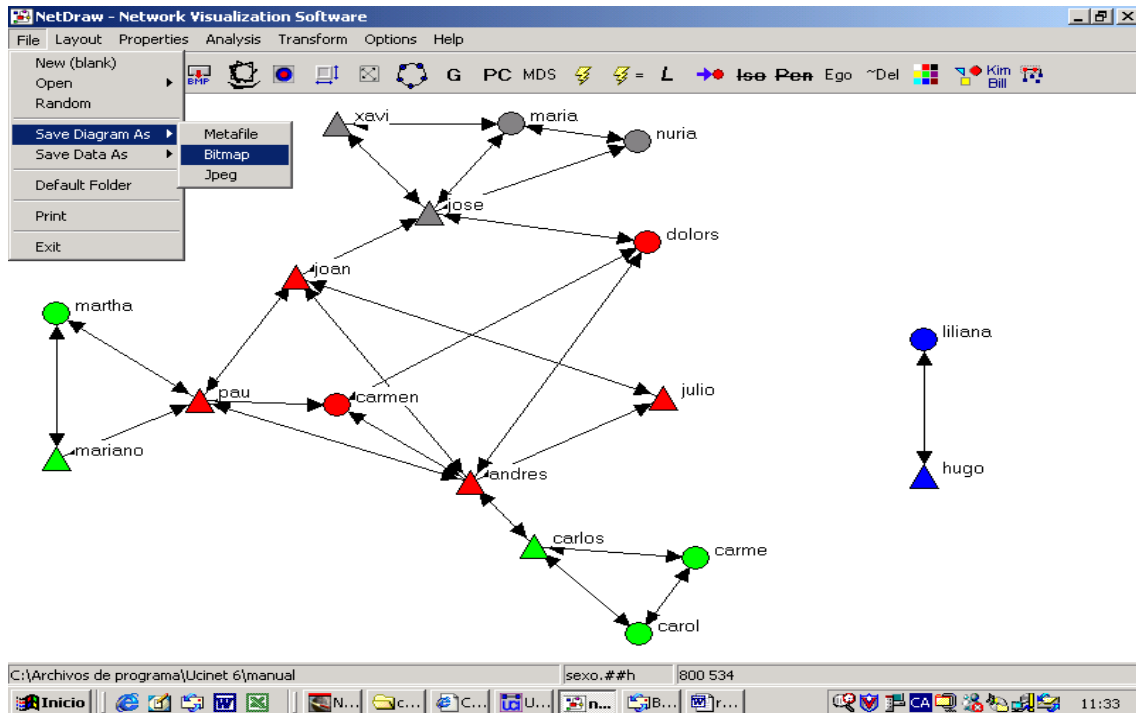 NetDraw - Network Visualization Software
File Layout Properties Analysis Transform Options Help
New (blank)
Open
Random
Save Diagram As
Save Data As
Default Folder
Print
Exit
Metafile
Bitmap
Jpeg
BMP G PC MDS = L Iso Pen Ego ~Del Kim
Bill
xavi
maria
nuria
jose
dolors
joan
martha
liliana
pau
carmen
julio
mariano
andres
hugo
carlos
carme
carol
C:\Archivos de programa\Ucinet 6\manual sexo.##h 800 534
Inicio N... c... C... U... n... B... r... CA 11:33